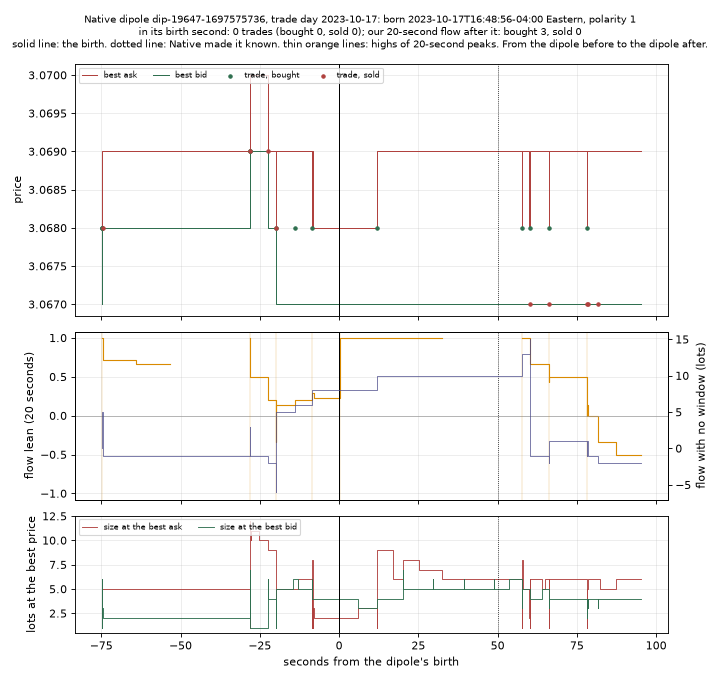 Native dipole dip-19647-1697575736, trade day 2023-10-17: born 2023-10-17T16:48:56-04:00 Eastern, polarity 1
in its birth second: 0 trades (bought 0, sold 0); our 20-second flow after it: bought 3, sold 0
solid line: the birth. dotted line: Native made it known. thin orange lines: highs of 20-second peaks. From the dipole before to the dipole after.
best ask best bid trade, bought trade, sold
3.0700
3.0695
3.0690
3.0685
3.0680
3.0675
3.0670
price
1.0
0.5
0.0
−0.5
−1.0
flow lean (20 seconds)
15
10
5
0
−5
flow with no window (lots)
size at the best ask size at the best bid
12.5
10.0
7.5
5.0
2.5
lots at the best price
−75 −50 −25 0 25 50 75 100
seconds from the dipole's birth